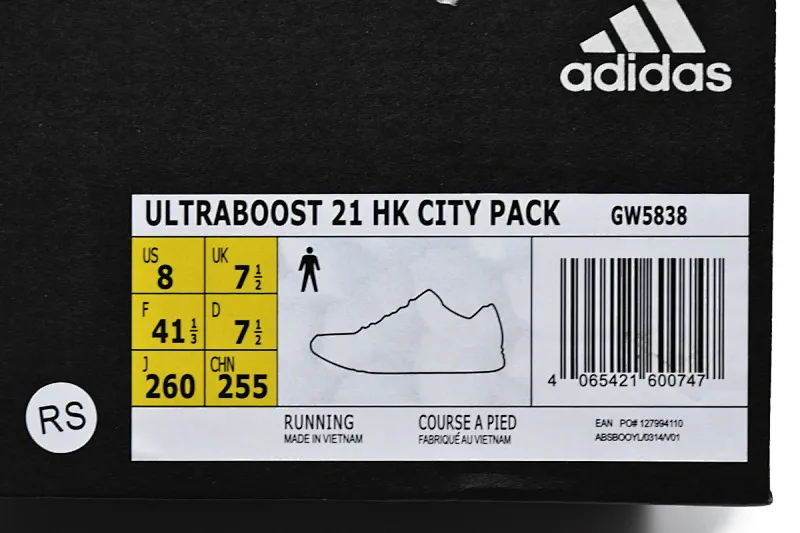 adidas
ULTRABOOST 21 HK CITY PACK GW5838
US 8 UK 7 1/2
F 41 1/3 D 7 1/2
J 260 CHN 255
4 065421 600747
RS
RUNNING COURSE A PIED
MADE IN VIETNAM FABRIQUÉ AU VIETNAM
EAN PO# 127994110
ABSBOOYL/0314/V01